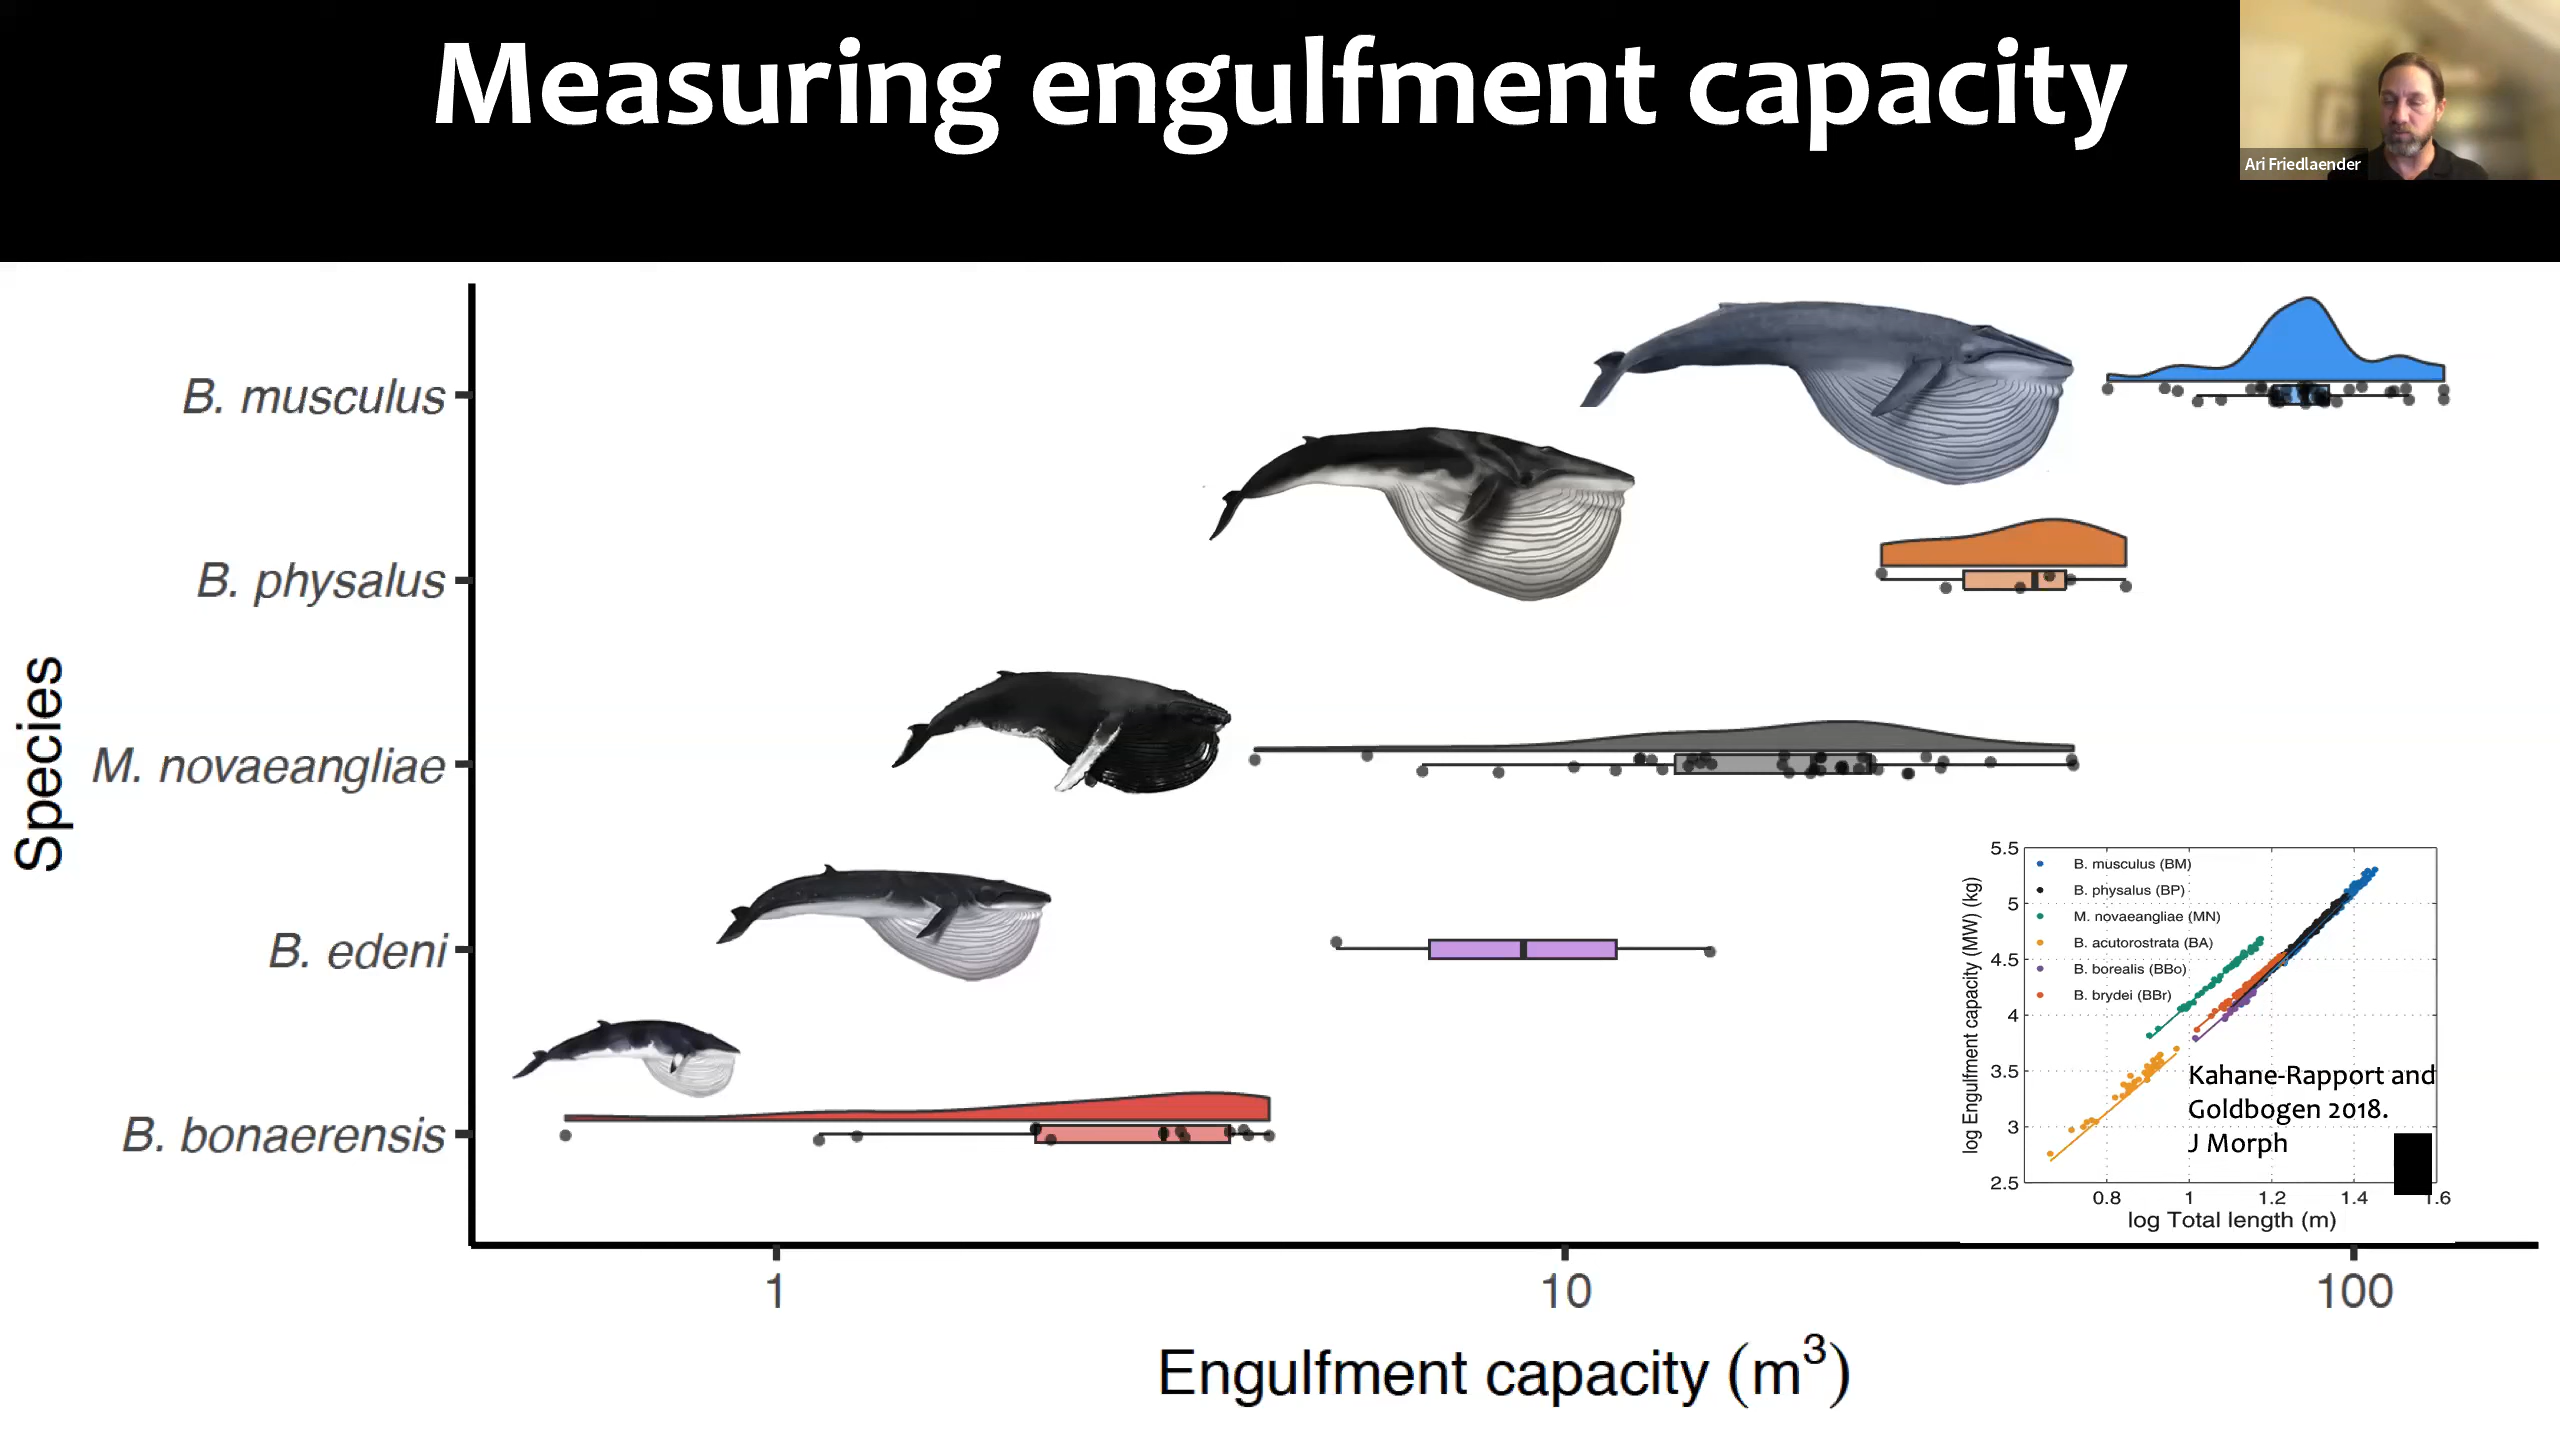 Measuring engulfment capacity
Ari Friedlaender
Species
B. musculus
B. physalus
M. novaeangliae
B. edeni
B. bonaerensis
1
10
100
Engulfment capacity (m³)
log Engulfment capacity (MW) (kg)
5.5
5
4.5
4
3.5
3
2.5
B. musculus (BM)
B. physalus (BP)
M. novaeangliae (MN)
B. acutorostrata (BA)
B. borealis (BBo)
B. brydei (BBr)
Kahane-Rapport and
Goldbogen 2018.
J Morph
0.8
1
1.2
1.4
1.6
log Total length (m)